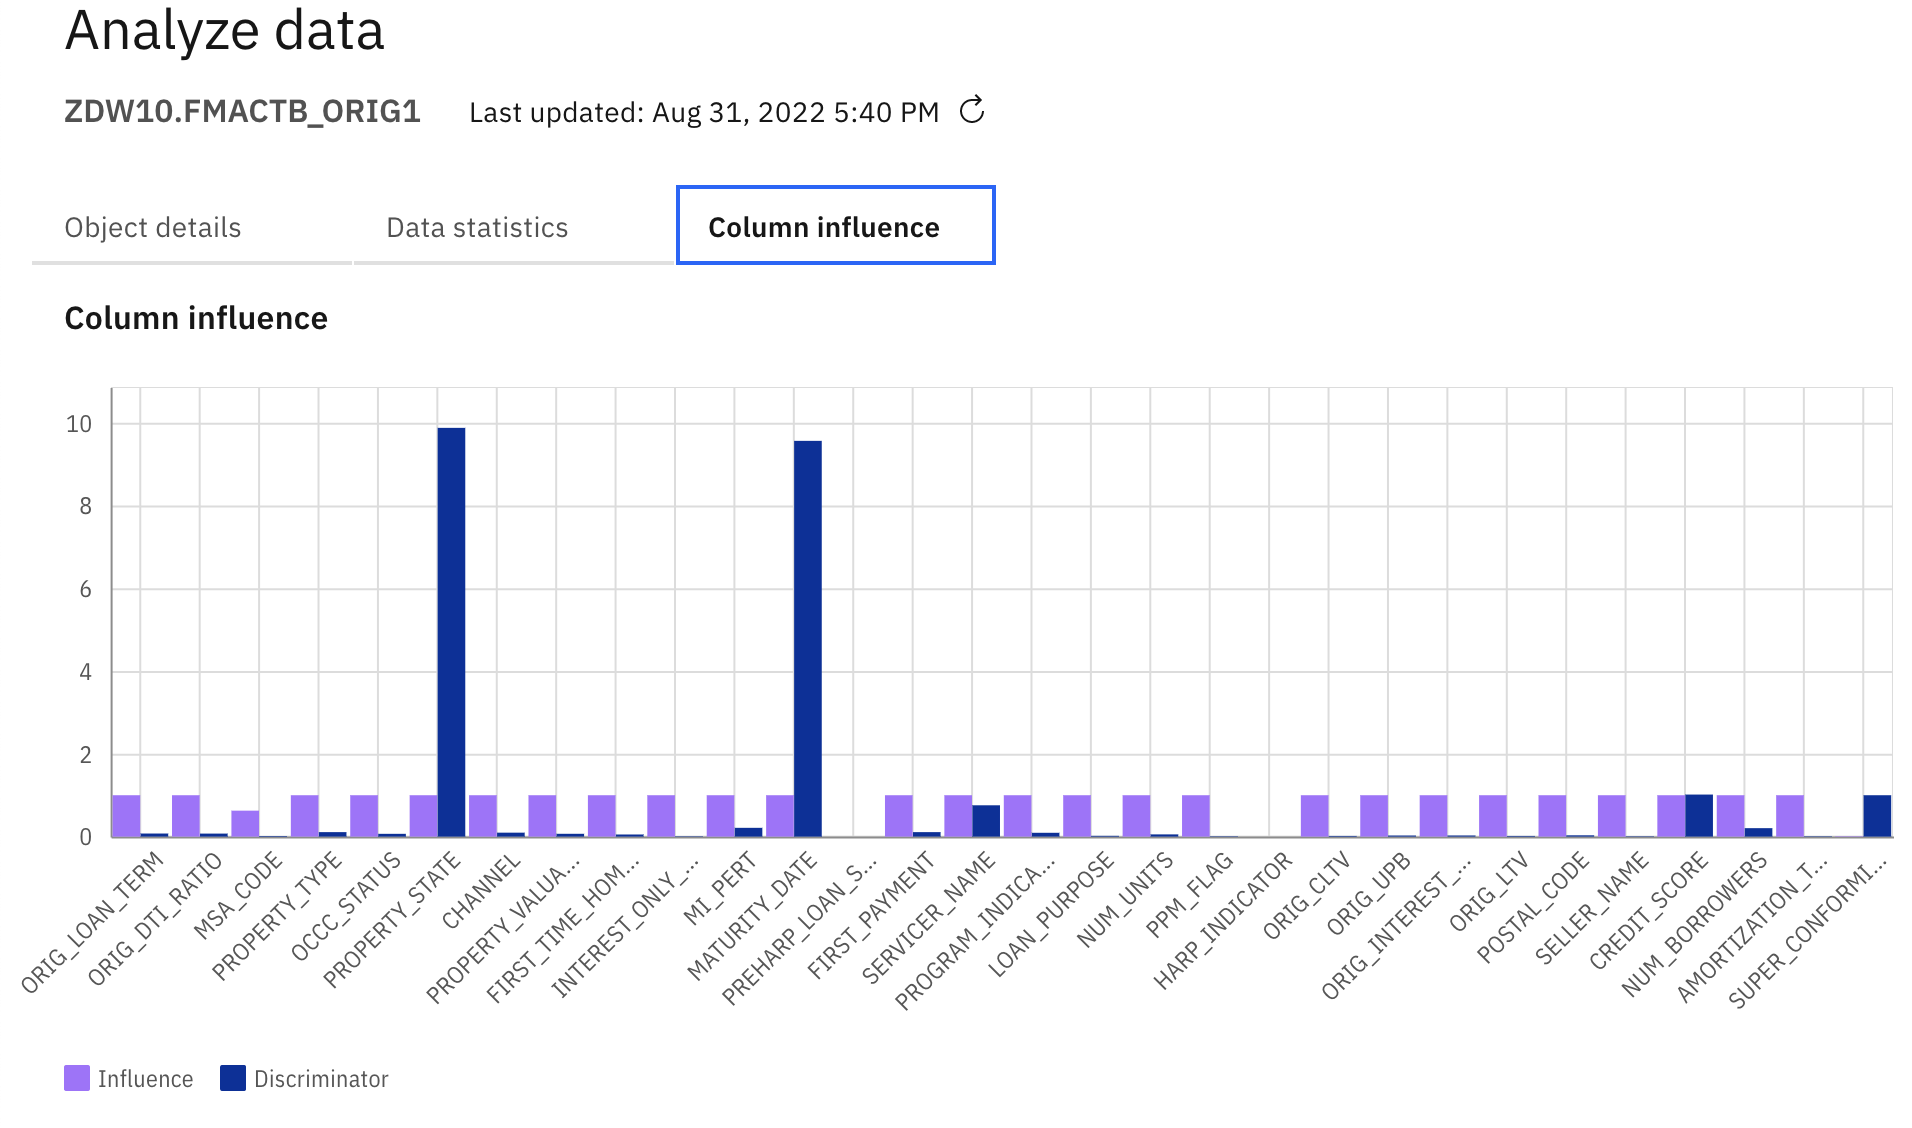 Analyze data
ZDW10.FMACTB_ORIG1 Last updated: Aug 31, 2022 5:40 PM
Object details Data statistics Column influence
Column influence
10
8
6
4
2
0
ORIG_LOAN_TERM
ORIG_DTI_RATIO
MSA_CODE
PROPERTY_TYPE
OCCC_STATUS
PROPERTY_STATE
CHANNEL
PROPERTY_VALUA...
FIRST_TIME_HOM...
INTEREST_ONLY_...
MI_PERT
MATURITY_DATE
PREHARP_LOAN_S...
FIRST_PAYMENT
SERVICER_NAME
PROGRAM_INDICA...
LOAN_PURPOSE
NUM_UNITS
PPM_FLAG
HARP_INDICATOR
ORIG_CLTV
ORIG_UPB
ORIG_INTEREST_...
ORIG_LTV
POSTAL_CODE
SELLER_NAME
CREDIT_SCORE
NUM_BORROWERS
AMORTIZATION_T...
SUPER_CONFORMI...
Influence Discriminator